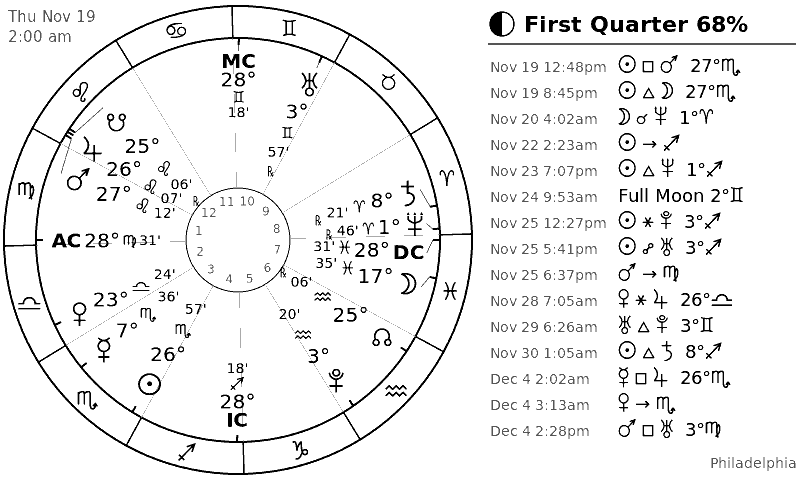 Thu Nov 19
2:00 am
First Quarter 68%
Nov 19 12:48pm ☉ □ ♂ 27°♏
Nov 19 8:45pm ☉ △ ☽ 27°♏
Nov 20 4:02am ☽ ☌ ♆ 1°♈
Nov 22 2:23am ☉ → ♐
Nov 23 7:07pm ☉ △ ♆ 1°♐
Nov 24 9:53am Full Moon 2°♊
Nov 25 12:27pm ☉ ⚹ ♇ 3°♐
Nov 25 5:41pm ☉ ☍ ♅ 3°♐
Nov 25 6:37pm ♂ → ♍
Nov 28 7:05am ♀ ⚹ ♃ 26°♎
Nov 29 6:26am ♅ △ ♇ 3°♊
Nov 30 1:05am ☉ △ ♄ 8°♐
Dec 4 2:02am ☿ □ ♃ 26°♏
Dec 4 3:13am ♀ → ♏
Dec 4 2:28pm ♂ □ ♅ 3°♍
Philadelphia
♋
♊
♉
♈
♓
♒
♑
♐
♏
♎
♍
♌
MC
28°
♊
18'
♅
3°
♊
57'
℞
☋ 25° ♌ 06' ℞
♃ 26° ♌ 07'
♂ 27° ♌ 12'
AC 28° ♍ 31'
♀ 23° ♎ 24'
☿ 7° ♏ 36'
☉ 26° ♏ 57'
18'
♐
28°
IC
℞ 21' ♈ 8° ♄
℞ 46' ♈ 1° ♆
31' ♓ 28° DC
35' ♓ 17° ☽
℞ 06' ♒ 25° ☊
20' ♒ 3° ♇
1
2
3
4
5
6
7
8
9
10
11
12